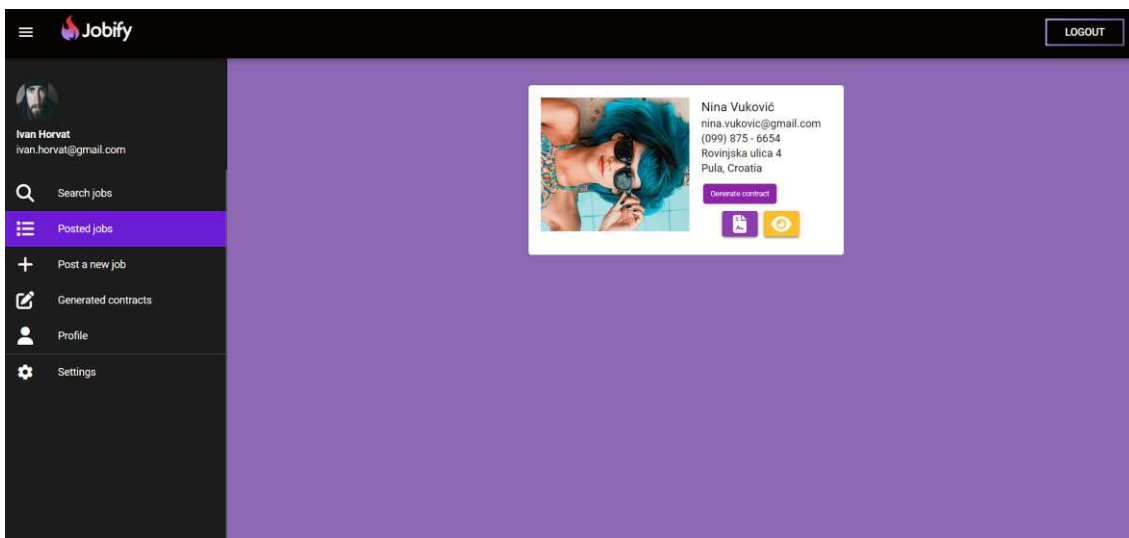 Jobify
LOGOUT
Ivan Horvat
ivan.horvat@gmail.com
Search jobs
Posted jobs
Post a new job
Generated contracts
Profile
Settings
Nina Vuković
nina.vukovic@gmail.com
(099) 875 - 6654
Rovinjska ulica 4
Pula, Croatia
Generate contract